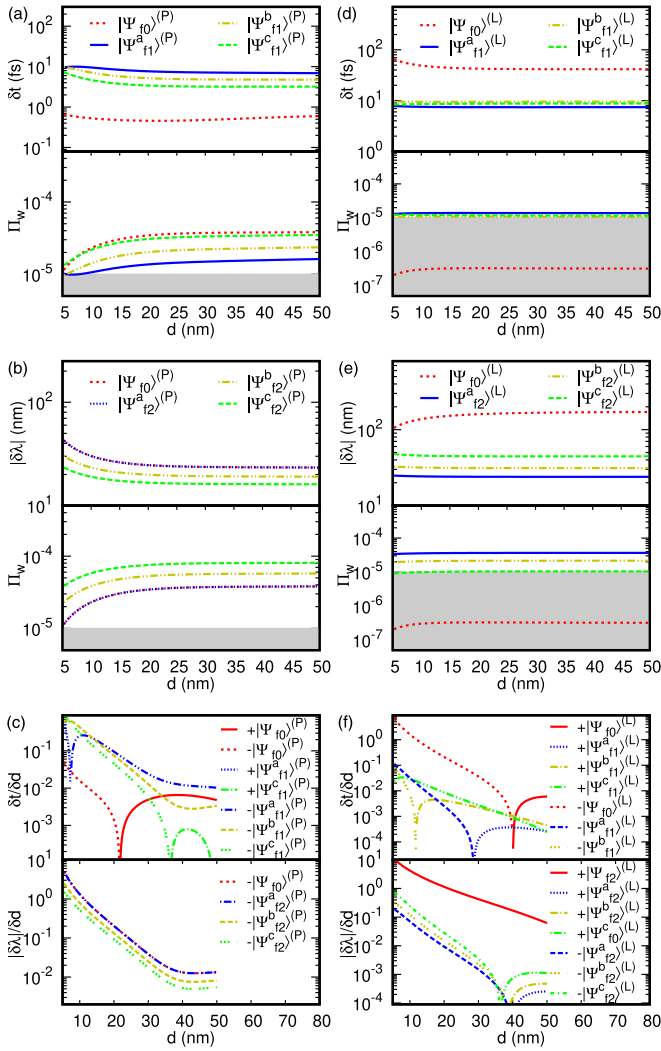 (a)
|Ψf0⟩(P)
|Ψaf1⟩(P)
|Ψbf1⟩(P)
|Ψcf1⟩(P)
δt (fs)
10^2
10^1
10^0
10^-1
Πw
10^-4
10^-5
5 10 15 20 25 30 35 40 45 50
d (nm)
(d)
|Ψf0⟩(L)
|Ψaf1⟩(L)
|Ψbf1⟩(L)
|Ψcf1⟩(L)
δt (fs)
10^2
10^1
10^0
Πw
10^-4
10^-5
10^-6
10^-7
5 10 15 20 25 30 35 40 45 50
d (nm)
(b)
|Ψf0⟩(P)
|Ψaf2⟩(P)
|Ψbf2⟩(P)
|Ψcf2⟩(P)
|δλ| (nm)
10^2
10^1
Πw
10^-4
10^-5
5 10 15 20 25 30 35 40 45 50
d (nm)
(e)
|Ψf0⟩(L)
|Ψaf2⟩(L)
|Ψbf2⟩(L)
|Ψcf2⟩(L)
|δλ| (nm)
10^2
10^1
Πw
10^-4
10^-5
10^-6
10^-7
5 10 15 20 25 30 35 40 45 50
d (nm)
(c)
+|Ψf0⟩(P)
-|Ψf0⟩(P)
+|Ψaf1⟩(P)
+|Ψcf1⟩(P)
-|Ψaf1⟩(P)
-|Ψbf1⟩(P)
-|Ψcf1⟩(P)
δt/δd
10^-1
10^-2
10^-3
10^1
-|Ψf0⟩(P)
-|Ψaf2⟩(P)
-|Ψbf2⟩(P)
-|Ψcf2⟩(P)
|δλ|/δd
10^0
10^-1
10^-2
10 20 30 40 50 60 70 80
d (nm)
(f)
+|Ψf0⟩(L)
+|Ψaf1⟩(L)
+|Ψbf1⟩(L)
+|Ψcf1⟩(L)
-|Ψf0⟩(L)
-|Ψaf1⟩(L)
-|Ψbf1⟩(L)
δt/δd
10^0
10^-1
10^-2
10^-3
10^-4
10^1
+|Ψf2⟩(L)
+|Ψaf2⟩(L)
+|Ψbf2⟩(L)
+|Ψcf0⟩(L)
-|Ψaf2⟩(L)
-|Ψbf2⟩(L)
-|Ψcf2⟩(L)
|δλ|/δd
10^0
10^-1
10^-2
10^-3
10^-4
10 20 30 40 50 60 70 80
d (nm)